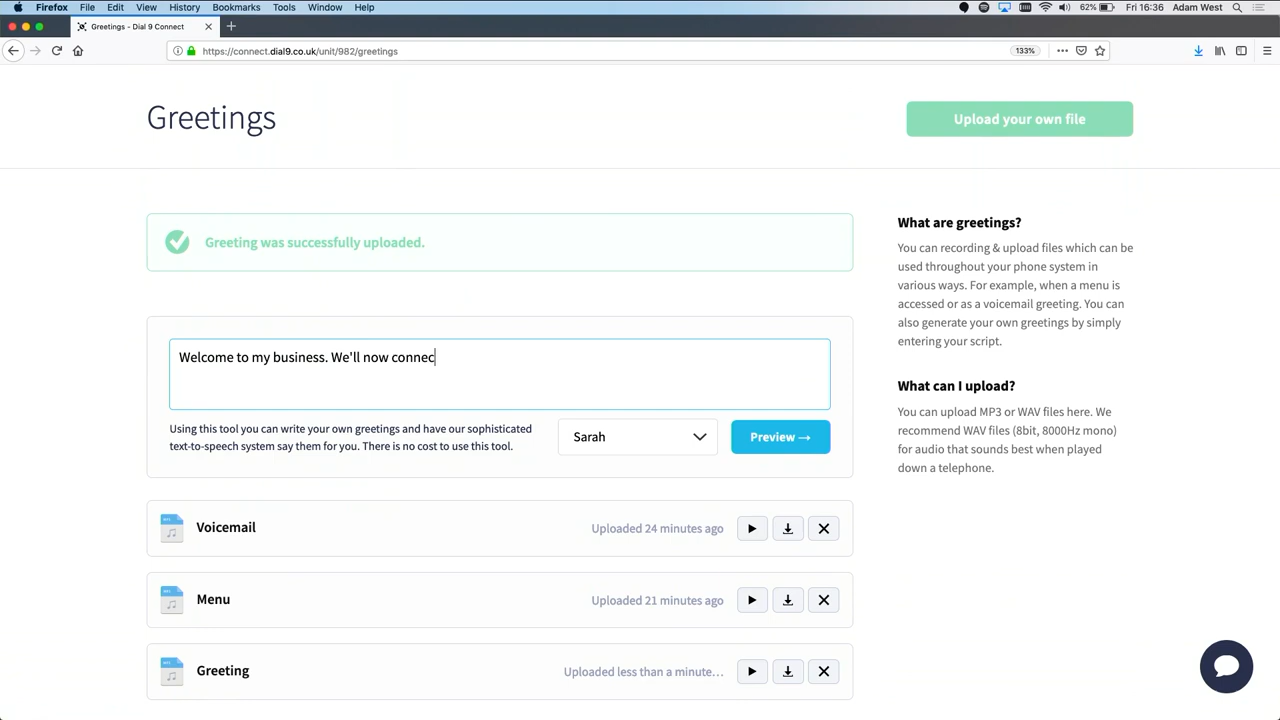 Firefox File Edit View History Bookmarks Tools Window Help 62% Fri 16:36 Adam West
Greetings - Dial 9 Connect
https://connect.dial9.co.uk/unit/982/greetings 133%
Greetings
Upload your own file
Greeting was successfully uploaded.
Welcome to my business. We'll now connec
Using this tool you can write your own greetings and have our sophisticated
text-to-speech system say them for you. There is no cost to use this tool.
Sarah
Preview →
Voicemail
Uploaded 24 minutes ago
Menu
Uploaded 21 minutes ago
Greeting
Uploaded less than a minute…
What are greetings?
You can recording & upload files which can be
used throughout your phone system in
various ways. For example, when a menu is
accessed or as a voicemail greeting. You can
also generate your own greetings by simply
entering your script.
What can I upload?
You can upload MP3 or WAV files here. We
recommend WAV files (8bit, 8000Hz mono)
for audio that sounds best when played
down a telephone.